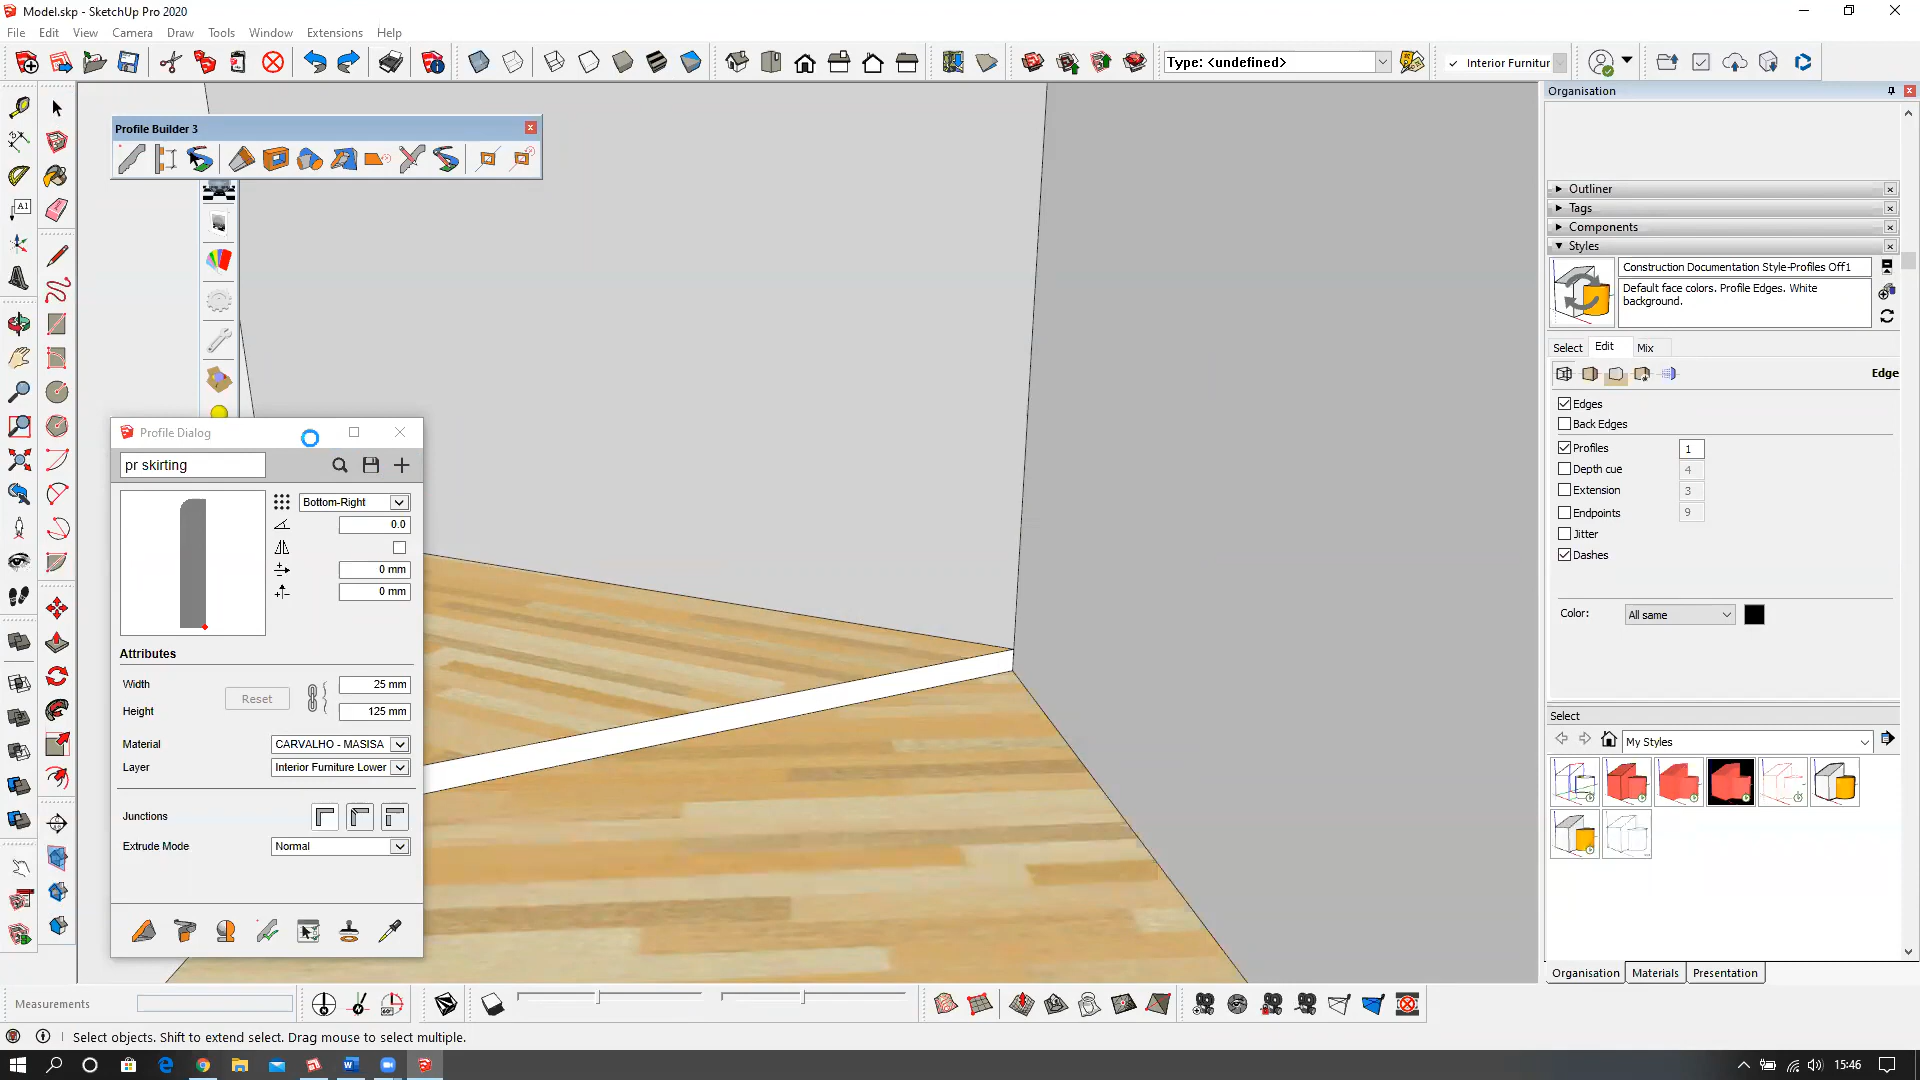 Model.skp - SketchUp Pro 2020
File Edit View Camera Draw Tools Window Extensions Help
Type: <undefined>
Interior Furnitur
Organisation
Profile Builder 3
A1
Outliner
Tags
Components
Styles
Construction Documentation Style-Profiles Off1
Default face colors. Profile Edges. White
background.
Select Edit Mix
Edge
Edges
Back Edges
Profiles 1
Depth cue 4
Extension 3
Endpoints 9
Jitter
Dashes
Color: All same
Select
My Styles
Organisation Materials Presentation
Profile Dialog
pr skirting
Bottom-Right
0.0
0 mm
0 mm
Attributes
Width 25 mm
Reset
Height 125 mm
Material CARVALHO - MASISA
Layer Interior Furniture Lower
Junctions
Extrude Mode Normal
Measurements
Select objects. Shift to extend select. Drag mouse to select multiple.
15:46